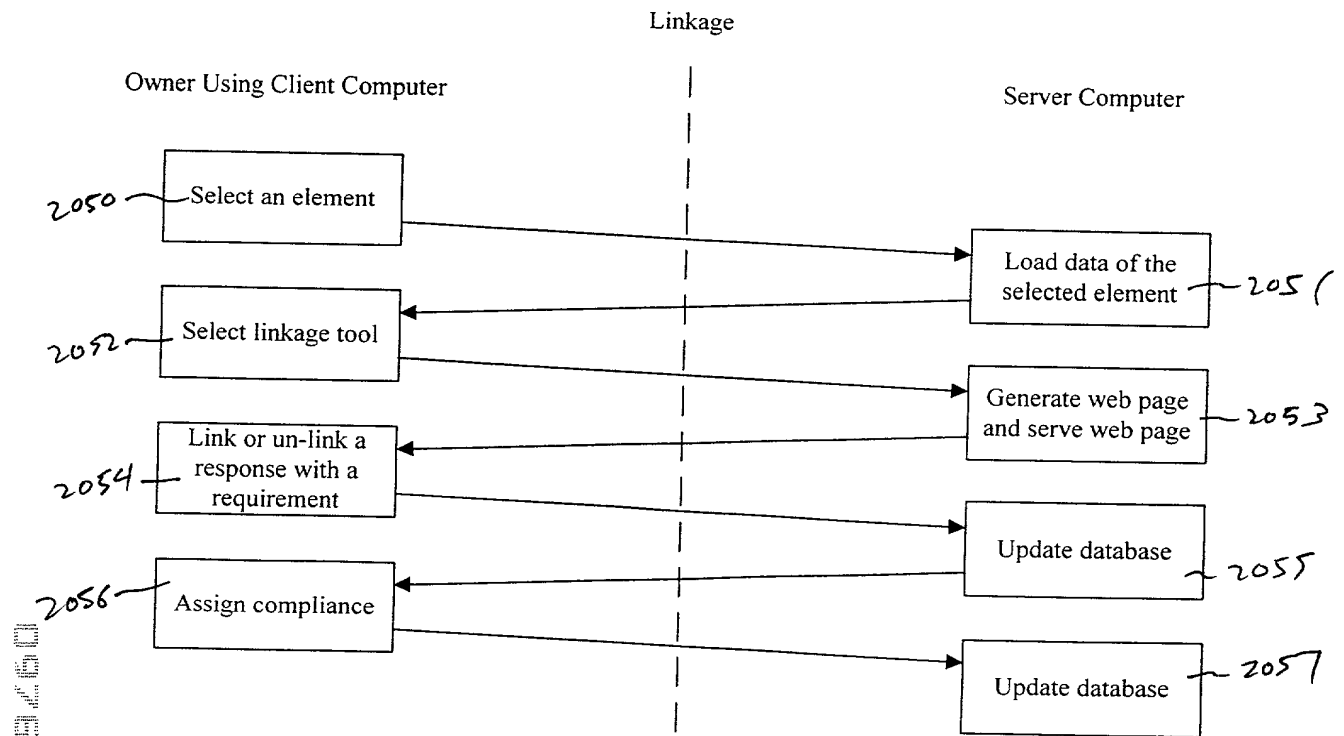 Linkage
Owner Using Client Computer
Server Computer
2050
Select an element
Load data of the
selected element
2051
2052
Select linkage tool
Generate web page
and serve web page
2053
Link or un-link a
response with a
requirement
2054
Update database
2055
2056
Assign compliance
Update database
2057